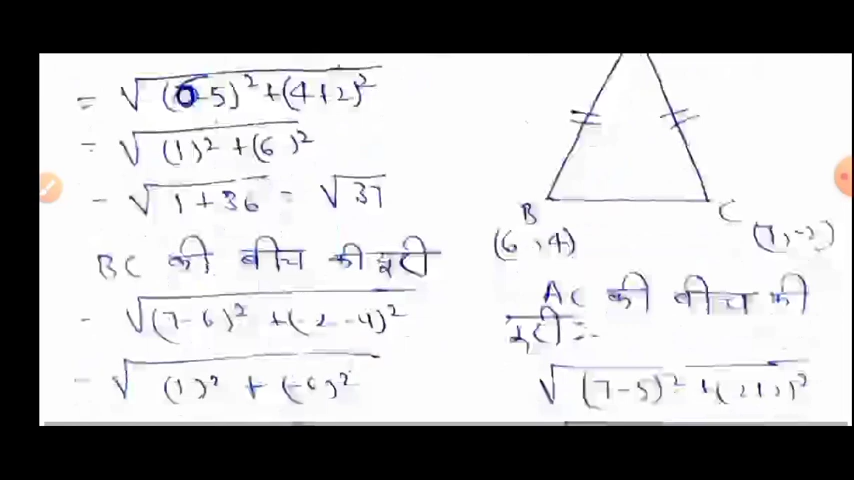 = √(6-5)² + (4+2)²
= √(1)² + (6)²
- √1+36 = √37
BC की बीच की दूरी
- √(7-6)² + (-2-4)²
- √(1)² + (-6)²
B
C
(6, 4)
(7, -2)
AC की बीच की
दूरी =-
√(7-5)² + (-2+2)²